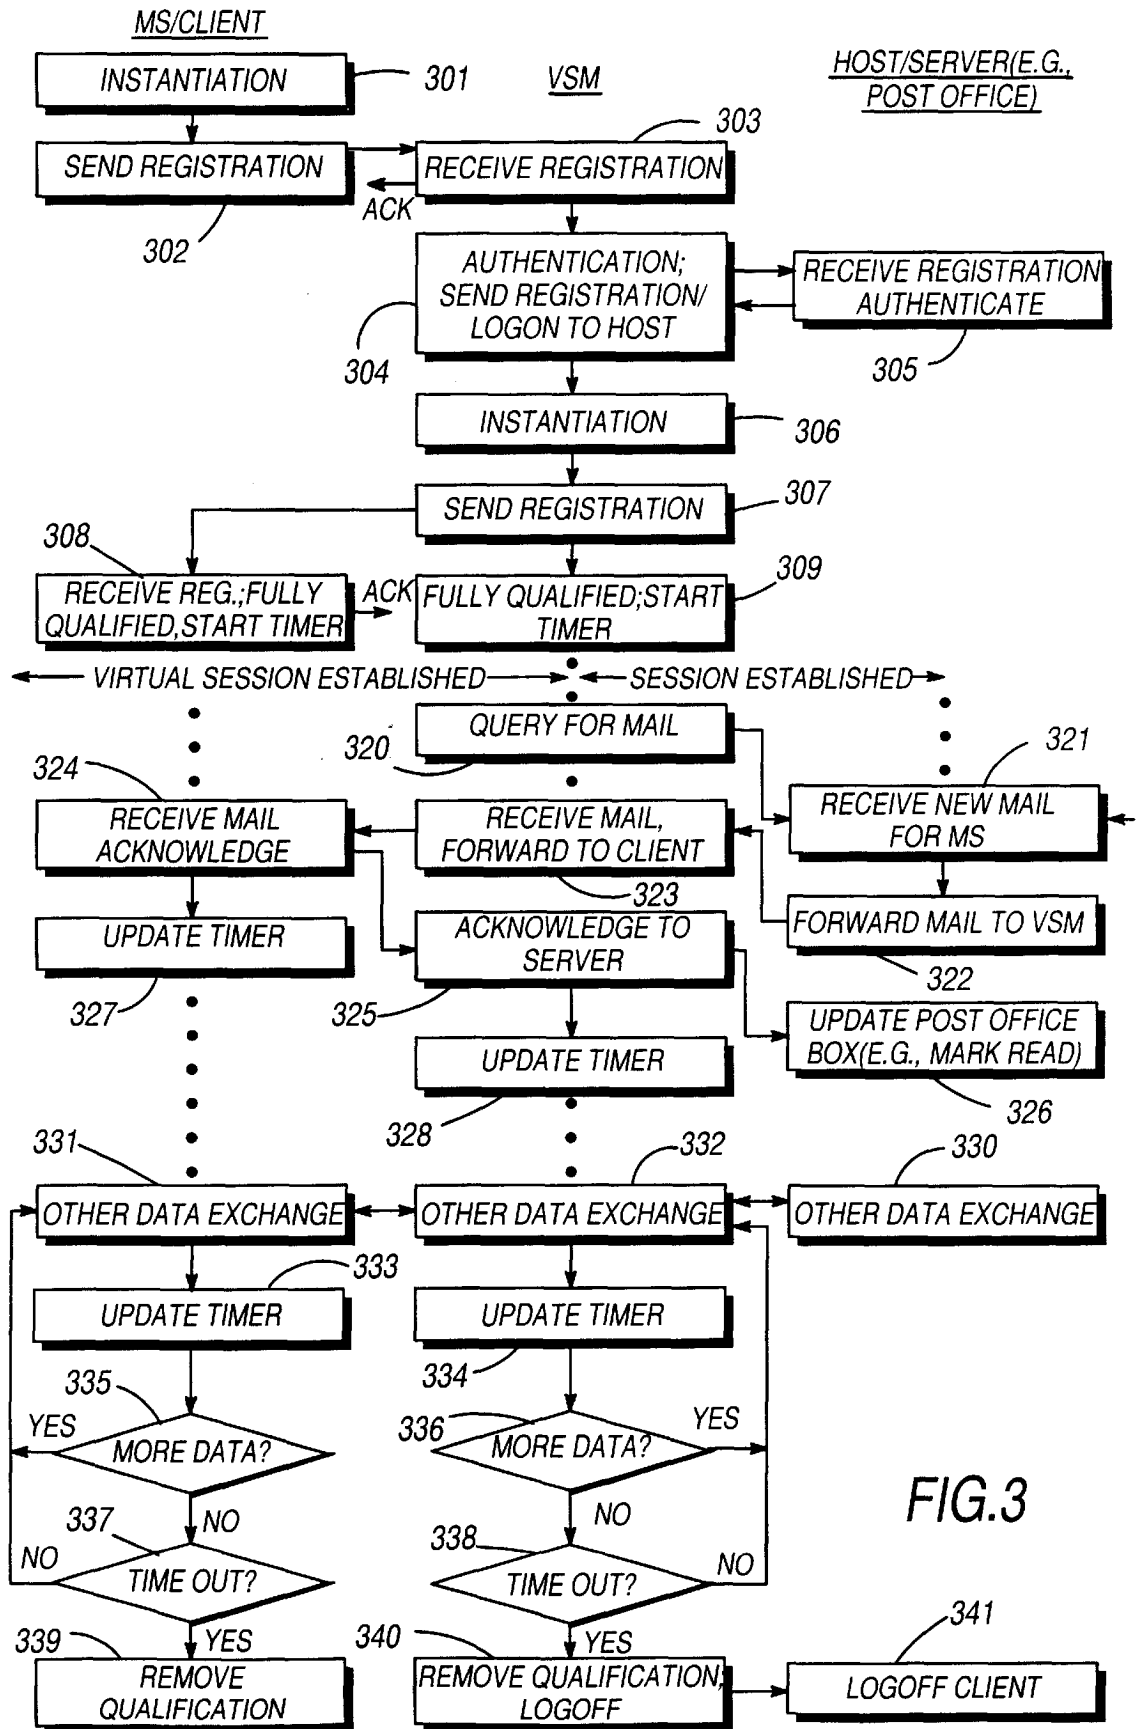 MS/CLIENT
VSM
HOST/SERVER(E.G.,
POST OFFICE)
INSTANTIATION
301
SEND REGISTRATION
302
303
RECEIVE REGISTRATION
ACK
AUTHENTICATION;
SEND REGISTRATION/
LOGON TO HOST
304
RECEIVE REGISTRATION
AUTHENTICATE
305
INSTANTIATION
306
SEND REGISTRATION
307
308
RECEIVE REG.;FULLY
QUALIFIED,START TIMER
ACK
FULLY QUALIFIED;START
TIMER
309
VIRTUAL SESSION ESTABLISHED
SESSION ESTABLISHED
QUERY FOR MAIL
320
321
RECEIVE NEW MAIL
FOR MS
324
RECEIVE MAIL
ACKNOWLEDGE
RECEIVE MAIL,
FORWARD TO CLIENT
323
FORWARD MAIL TO VSM
322
UPDATE TIMER
327
ACKNOWLEDGE TO
SERVER
325
UPDATE POST OFFICE
BOX(E.G., MARK READ)
326
UPDATE TIMER
328
331
332
330
OTHER DATA EXCHANGE
OTHER DATA EXCHANGE
OTHER DATA EXCHANGE
333
UPDATE TIMER
UPDATE TIMER
334
335
YES
MORE DATA?
NO
336
YES
MORE DATA?
NO
337
NO
TIME OUT?
YES
338
NO
TIME OUT?
YES
FIG.3
339
REMOVE
QUALIFICATION
340
REMOVE QUALIFICATION,
LOGOFF
341
LOGOFF CLIENT